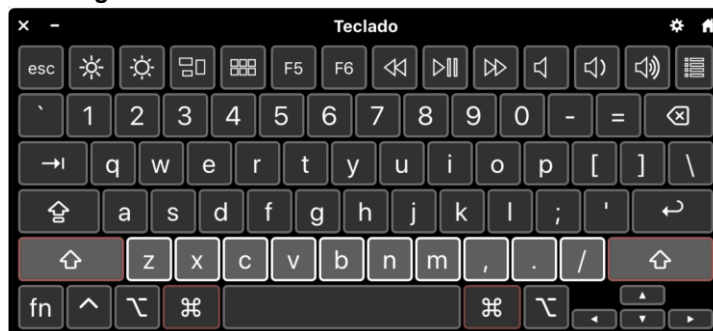 Teclado
esc F5 F6
` 1 2 3 4 5 6 7 8 9 0 - =
q w e r t y u i o p [ ] \
a s d f g h j k l ; '
z x c v b n m , . /
fn ^ ⌥ ⌘ ⌘ ⌥